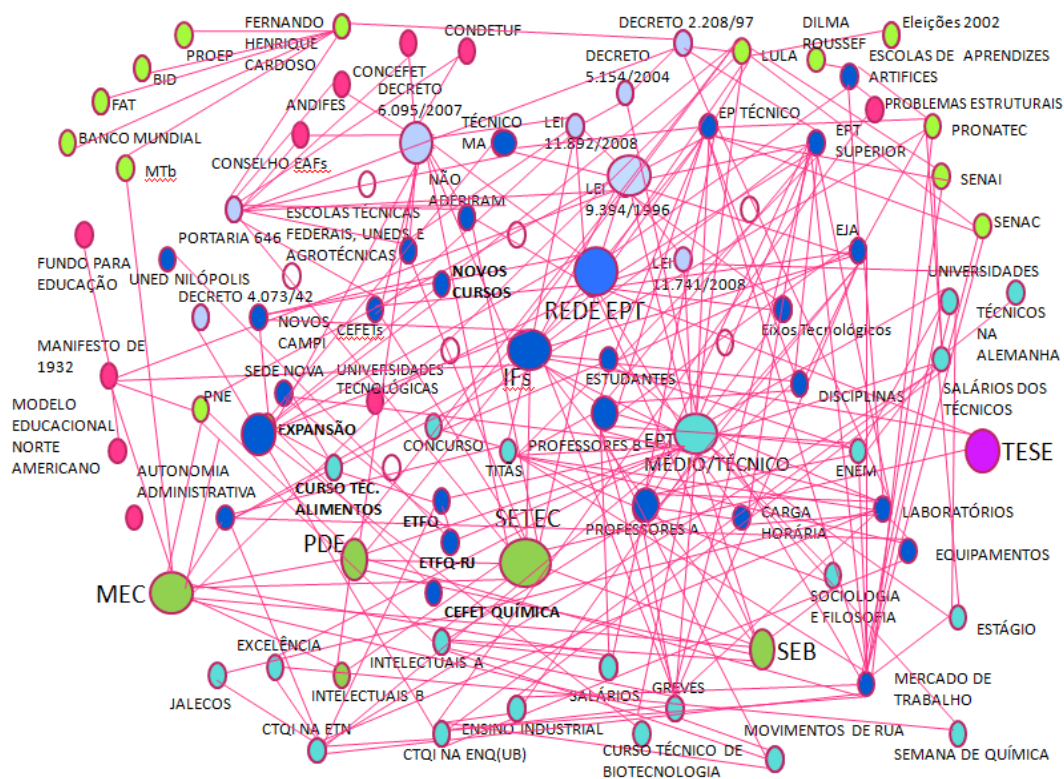 FERNANDO
HENRIQUE
CARDOSO
PROEP
BID
FAT
BANCO MUNDIAL
MTb
CONDETUF
CONCEFET
ANDIFES
DECRETO
6.095/2007
CONSELHO EAFs
DECRETO 2.208/97
DECRETO
5.154/2004
LULA
DILMA
ROUSSEF
Eleições 2002
ESCOLAS DE APRENDIZES
ARTIFICES
PROBLEMAS ESTRUTURAIS
PRONATEC
TÉCNICO
MA
LEI
11.892/2008
EP TÉCNICO
EPT
SUPERIOR
SENAI
SENAC
NÃO
ADERIRAM
LEI
9.394/1996
PORTARIA 646
ESCOLAS TÉCNICAS
FEDERAIS, UNEDS E
AGROTÉCNICAS
EJA
FUNDO PARA
EDUCAÇÃO
UNED NILÓPOLIS
NOVOS
CURSOS
LEI
11.741/2008
UNIVERSIDADES
DECRETO 4.073/42
REDE EPT
TÉCNICOS
NA
ALEMANHA
NOVOS
CAMPI
CEFETs
Eixos Tecnológicos
MANIFESTO DE
1932
SEDE NOVA
UNIVERSIDADES
TECNOLÓGICAS
IFs
ESTUDANTES
DISCIPLINAS
SALÁRIOS DOS
TÉCNICOS
PNE
MODELO
EDUCACIONAL
NORTE
AMERICANO
EXPANSÃO
CONCURSO
TITÃS
PROFESSORES B
EPT
MÉDIO/TÉCNICO
ENEM
TESE
AUTONOMIA
ADMINISTRATIVA
CURSO TÉC.
ALIMENTOS
ETFQ
SETEC
PROFESSORES A
CARGA
HORÁRIA
LABORATÓRIOS
PDE
ETFQ-RJ
EQUIPAMENTOS
MEC
CEFET QUÍMICA
SOCIOLOGIA
E FILOSOFIA
ESTÁGIO
EXCELÊNCIA
INTELECTUAIS A
SEB
JALECOS
INTELECTUAIS B
SALÁRIOS
GREVES
MERCADO DE
TRABALHO
CTQI NA ETN
ENSINO INDUSTRIAL
CTQI NA ENQ(UB)
CURSO TÉCNICO DE
BIOTECNOLOGIA
MOVIMENTOS DE RUA
SEMANA DE QUÍMICA